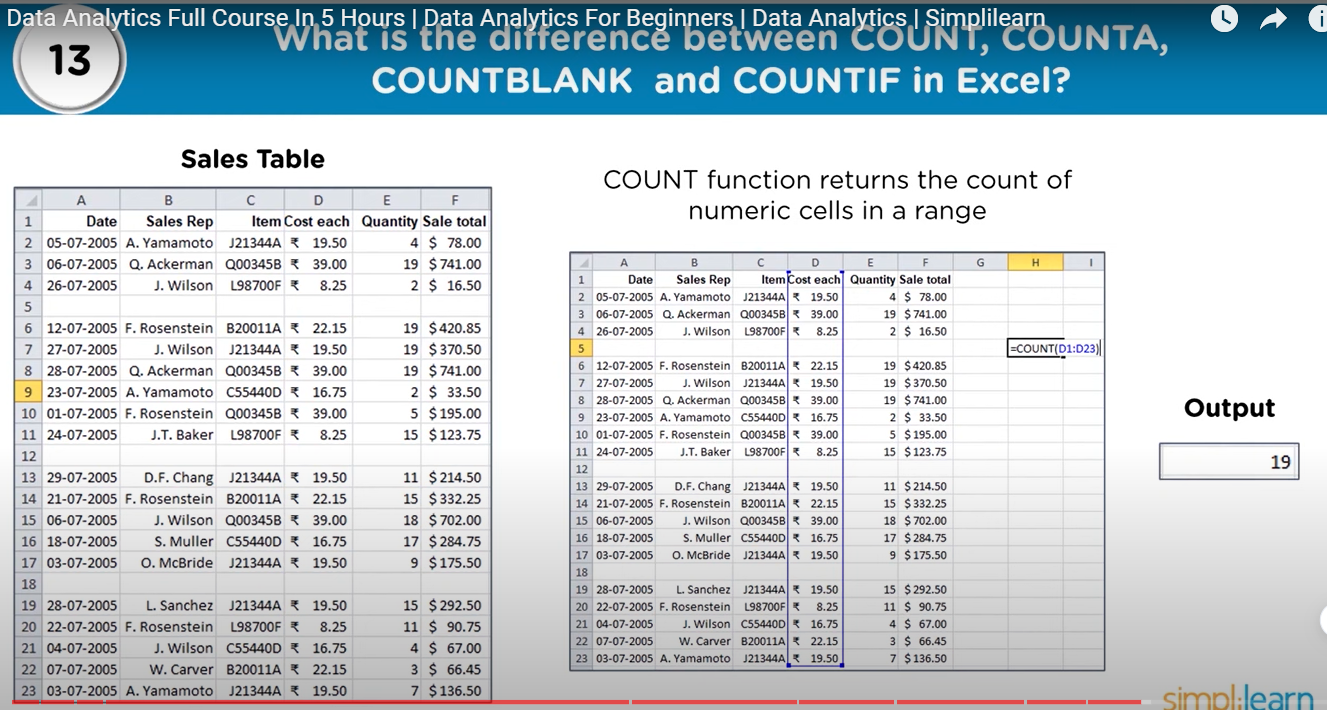 Data Analytics Full Course In 5 Hours | Data Analytics For Beginners | Data Analytics | Simplilearn
13
What is the difference between COUNT, COUNTA,
COUNTBLANK and COUNTIF in Excel?
Sales Table
A B C D E F
1 Date Sales Rep Item Cost each Quantity Sale total
2 05-07-2005 A. Yamamoto J21344A ₹ 19.50 4 $ 78.00
3 06-07-2005 Q. Ackerman Q00345B ₹ 39.00 19 $ 741.00
4 26-07-2005 J. Wilson L98700F ₹ 8.25 2 $ 16.50
5
6 12-07-2005 F. Rosenstein B20011A ₹ 22.15 19 $ 420.85
7 27-07-2005 J. Wilson J21344A ₹ 19.50 19 $ 370.50
8 28-07-2005 Q. Ackerman Q00345B ₹ 39.00 19 $ 741.00
9 23-07-2005 A. Yamamoto C55440D ₹ 16.75 2 $ 33.50
10 01-07-2005 F. Rosenstein Q00345B ₹ 39.00 5 $ 195.00
11 24-07-2005 J.T. Baker L98700F ₹ 8.25 15 $ 123.75
12
13 29-07-2005 D.F. Chang J21344A ₹ 19.50 11 $ 214.50
14 21-07-2005 F. Rosenstein B20011A ₹ 22.15 15 $ 332.25
15 06-07-2005 J. Wilson Q00345B ₹ 39.00 18 $ 702.00
16 18-07-2005 S. Muller C55440D ₹ 16.75 17 $ 284.75
17 03-07-2005 O. McBride J21344A ₹ 19.50 9 $ 175.50
18
19 28-07-2005 L. Sanchez J21344A ₹ 19.50 15 $ 292.50
20 22-07-2005 F. Rosenstein L98700F ₹ 8.25 11 $ 90.75
21 04-07-2005 J. Wilson C55440D ₹ 16.75 4 $ 67.00
22 07-07-2005 W. Carver B20011A ₹ 22.15 3 $ 66.45
23 03-07-2005 A. Yamamoto J21344A ₹ 19.50 7 $ 136.50
COUNT function returns the count of
numeric cells in a range
A B C D E F G H I
1 Date Sales Rep Item Cost each Quantity Sale total
2 05-07-2005 A. Yamamoto J21344A ₹ 19.50 4 $ 78.00
3 06-07-2005 Q. Ackerman Q00345B ₹ 39.00 19 $ 741.00
4 26-07-2005 J. Wilson L98700F ₹ 8.25 2 $ 16.50
5 =COUNT(D1:D23)
6 12-07-2005 F. Rosenstein B20011A ₹ 22.15 19 $ 420.85
7 27-07-2005 J. Wilson J21344A ₹ 19.50 19 $ 370.50
8 28-07-2005 Q. Ackerman Q00345B ₹ 39.00 19 $ 741.00
9 23-07-2005 A. Yamamoto C55440D ₹ 16.75 2 $ 33.50
10 01-07-2005 F. Rosenstein Q00345B ₹ 39.00 5 $ 195.00
11 24-07-2005 J.T. Baker L98700F ₹ 8.25 15 $ 123.75
12
13 29-07-2005 D.F. Chang J21344A ₹ 19.50 11 $ 214.50
14 21-07-2005 F. Rosenstein B20011A ₹ 22.15 15 $ 332.25
15 06-07-2005 J. Wilson Q00345B ₹ 39.00 18 $ 702.00
16 18-07-2005 S. Muller C55440D ₹ 16.75 17 $ 284.75
17 03-07-2005 O. McBride J21344A ₹ 19.50 9 $ 175.50
18
19 28-07-2005 L. Sanchez J21344A ₹ 19.50 15 $ 292.50
20 22-07-2005 F. Rosenstein L98700F ₹ 8.25 11 $ 90.75
21 04-07-2005 J. Wilson C55440D ₹ 16.75 4 $ 67.00
22 07-07-2005 W. Carver B20011A ₹ 22.15 3 $ 66.45
23 03-07-2005 A. Yamamoto J21344A ₹ 19.50 7 $ 136.50
Output
19
simplilearn